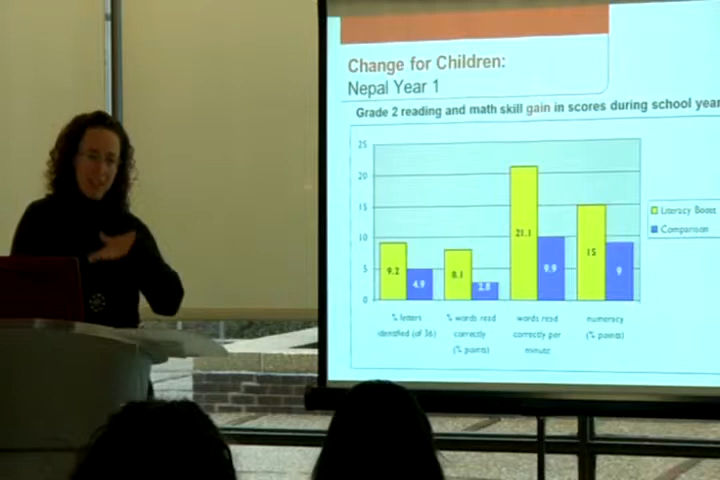 Change for Children:
Nepal Year 1
Grade 2 reading and math skill gain in scores during school year
25
20
15
10
5
0
9.2
4.9
8.1
2.8
21.1
9.9
15
9
Literacy Boost
Comparison
% letters
identified (of 36)
% words read
correctly
(% points)
words read
correctly per
minute
numeracy
(% points)